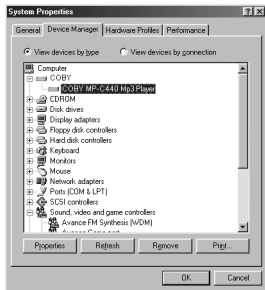 System Properties
General Device Manager Hardware Profiles Performance
View devices by type View devices by connection
Computer
COBY
COBY MP-C440 Mp3 Player
CDROM
Disk drives
Display adapters
Floppy disk controllers
Hard disk controllers
Keyboard
Monitors
Mouse
Network adapters
Ports (COM & LPT)
SCSI controllers
Sound, video and game controllers
Avance FM Synthesis (WDM)
Properties Refresh Remove Print...
OK Cancel